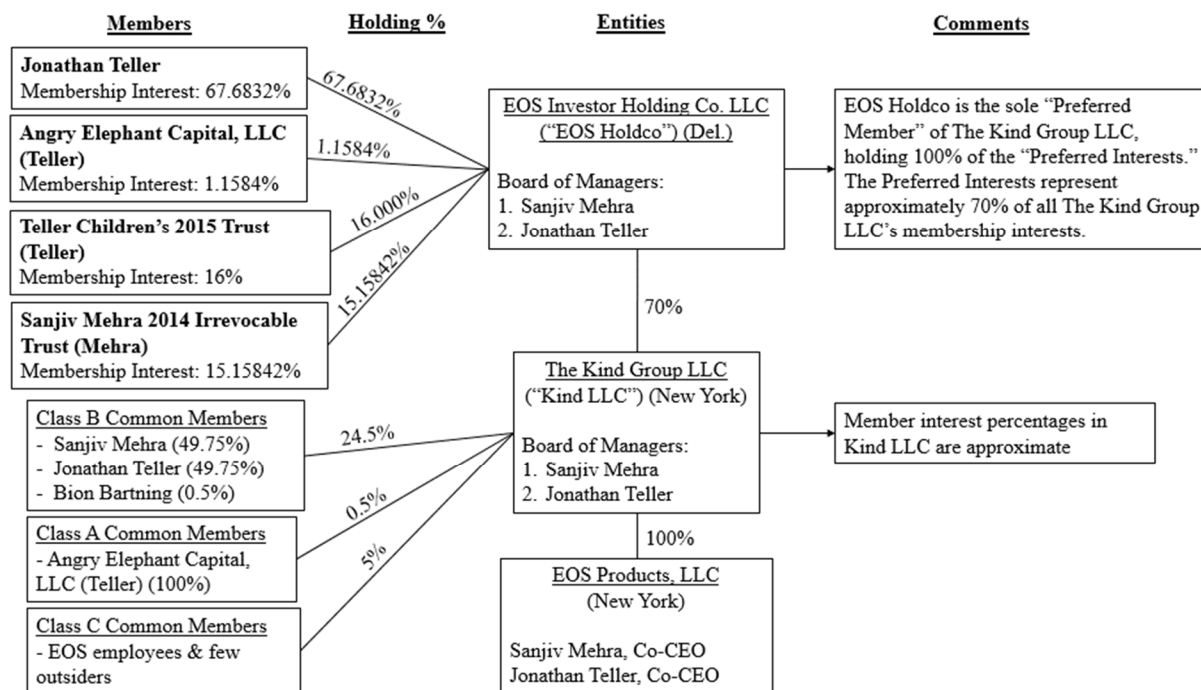 Members
Holding %
Entities
Comments
Jonathan Teller
Membership Interest: 67.6832%
67.6832%
Angry Elephant Capital, LLC
(Teller)
Membership Interest: 1.1584%
1.1584%
Teller Children's 2015 Trust
(Teller)
Membership Interest: 16%
16.000%
Sanjiv Mehra 2014 Irrevocable
Trust (Mehra)
Membership Interest: 15.15842%
15.15842%
EOS Investor Holding Co. LLC
("EOS Holdco") (Del.)
Board of Managers:
1. Sanjiv Mehra
2. Jonathan Teller
EOS Holdco is the sole "Preferred
Member" of The Kind Group LLC,
holding 100% of the "Preferred Interests."
The Preferred Interests represent
approximately 70% of all The Kind Group
LLC's membership interests.
70%
Class B Common Members
- Sanjiv Mehra (49.75%)
- Jonathan Teller (49.75%)
- Bion Bartning (0.5%)
24.5%
Class A Common Members
- Angry Elephant Capital,
LLC (Teller) (100%)
0.5%
Class C Common Members
- EOS employees & few
outsiders
5%
The Kind Group LLC
("Kind LLC") (New York)
Board of Managers:
1. Sanjiv Mehra
2. Jonathan Teller
Member interest percentages in
Kind LLC are approximate
100%
EOS Products, LLC
(New York)
Sanjiv Mehra, Co-CEO
Jonathan Teller, Co-CEO